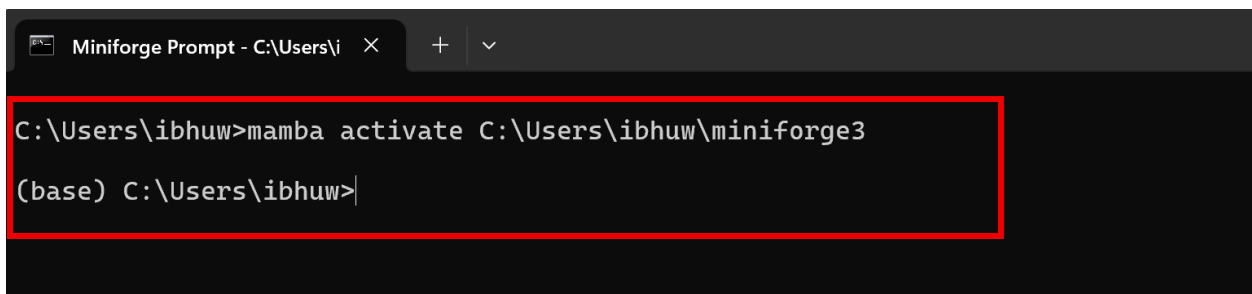 Miniforge Prompt - C:\Users\i
C:\Users\ibhuw>mamba activate C:\Users\ibhuw\miniforge3
(base) C:\Users\ibhuw>